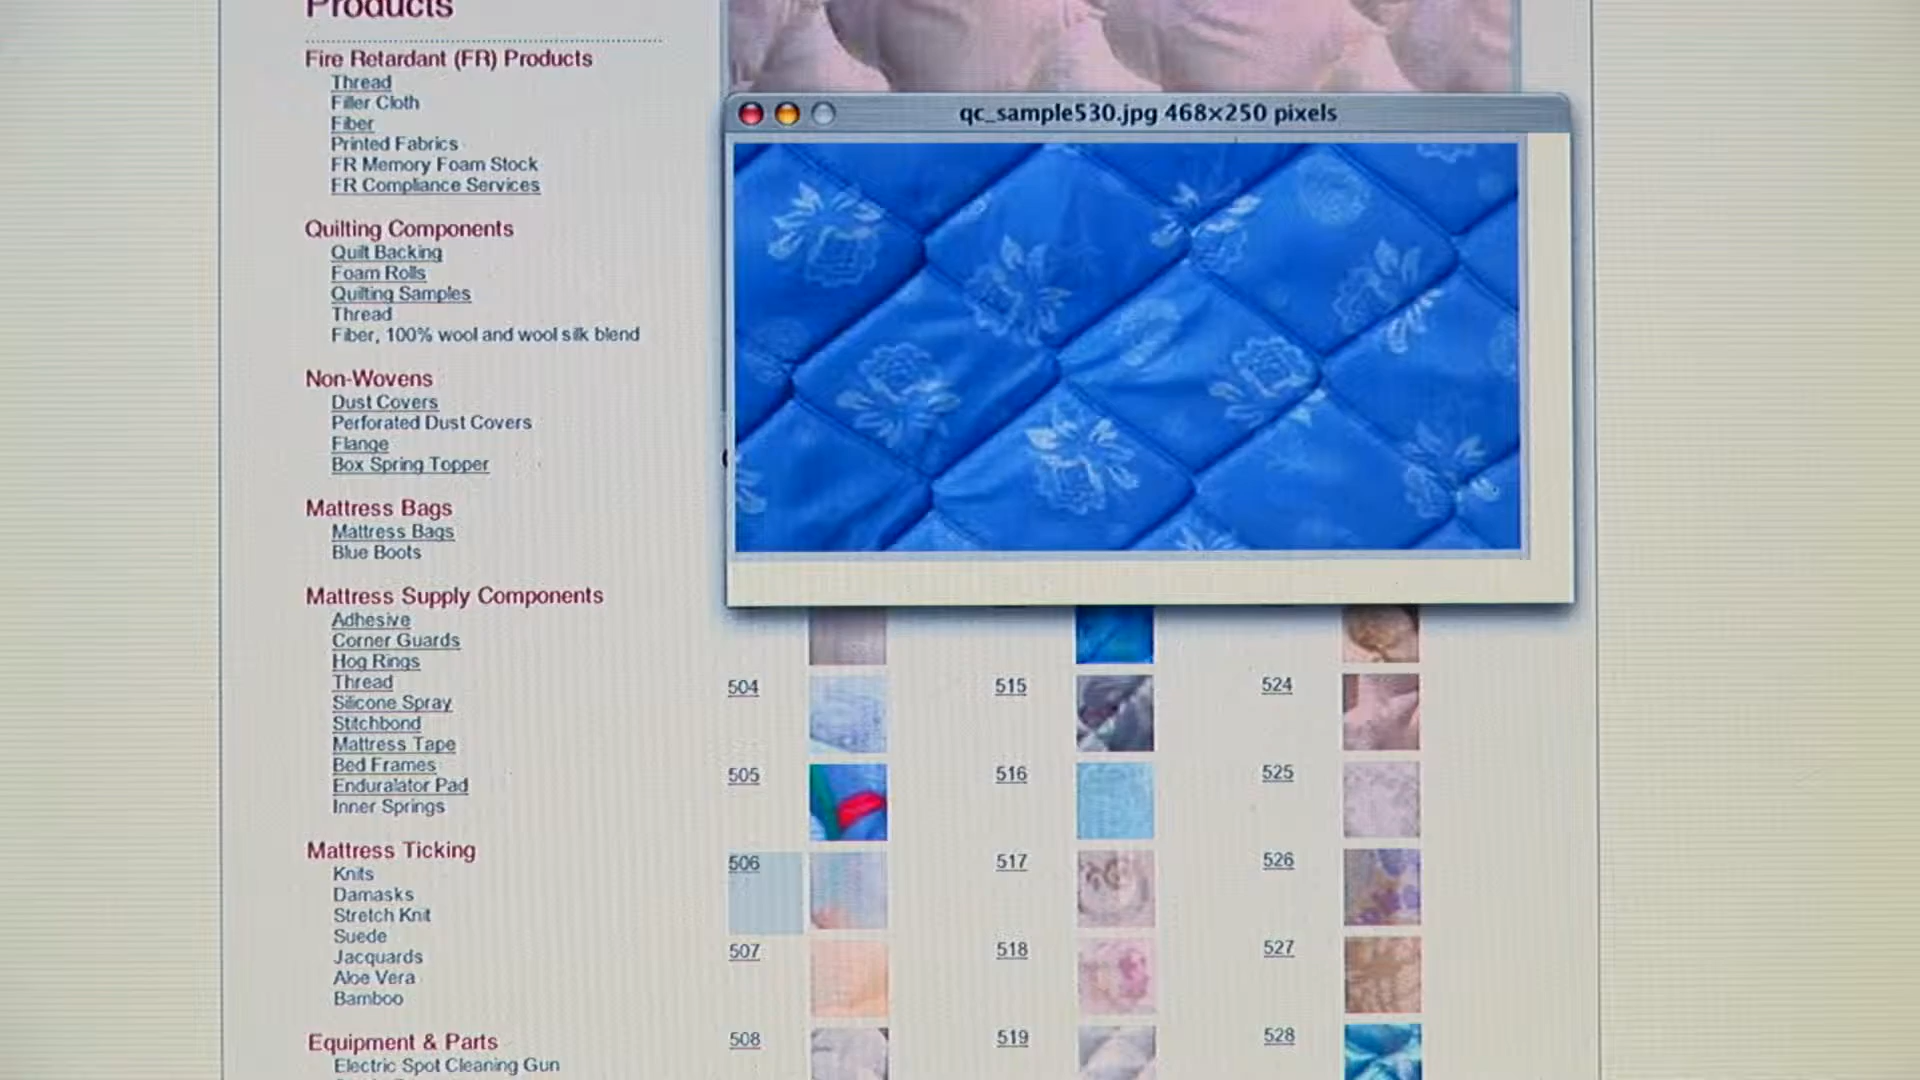 Products
Fire Retardant (FR) Products
Thread
Filler Cloth
Fiber
Printed Fabrics
FR Memory Foam Stock
FR Compliance Services
Quilting Components
Quilt Backing
Foam Rolls
Quilting Samples
Thread
Fiber, 100% wool and wool silk blend
Non-Wovens
Dust Covers
Perforated Dust Covers
Flange
Box Spring Topper
Mattress Bags
Mattress Bags
Blue Boots
Mattress Supply Components
Adhesive
Corner Guards
Hog Rings
Thread
Silicone Spray
Stitchbond
Mattress Tape
Bed Frames
Enduralator Pad
Inner Springs
Mattress Ticking
Knits
Damasks
Stretch Knit
Suede
Jacquards
Aloe Vera
Bamboo
Equipment & Parts
Electric Spot Cleaning Gun
qc_sample530.jpg 468×250 pixels
504 515 524
505 516 525
506 517 526
507 518 527
508 519 528